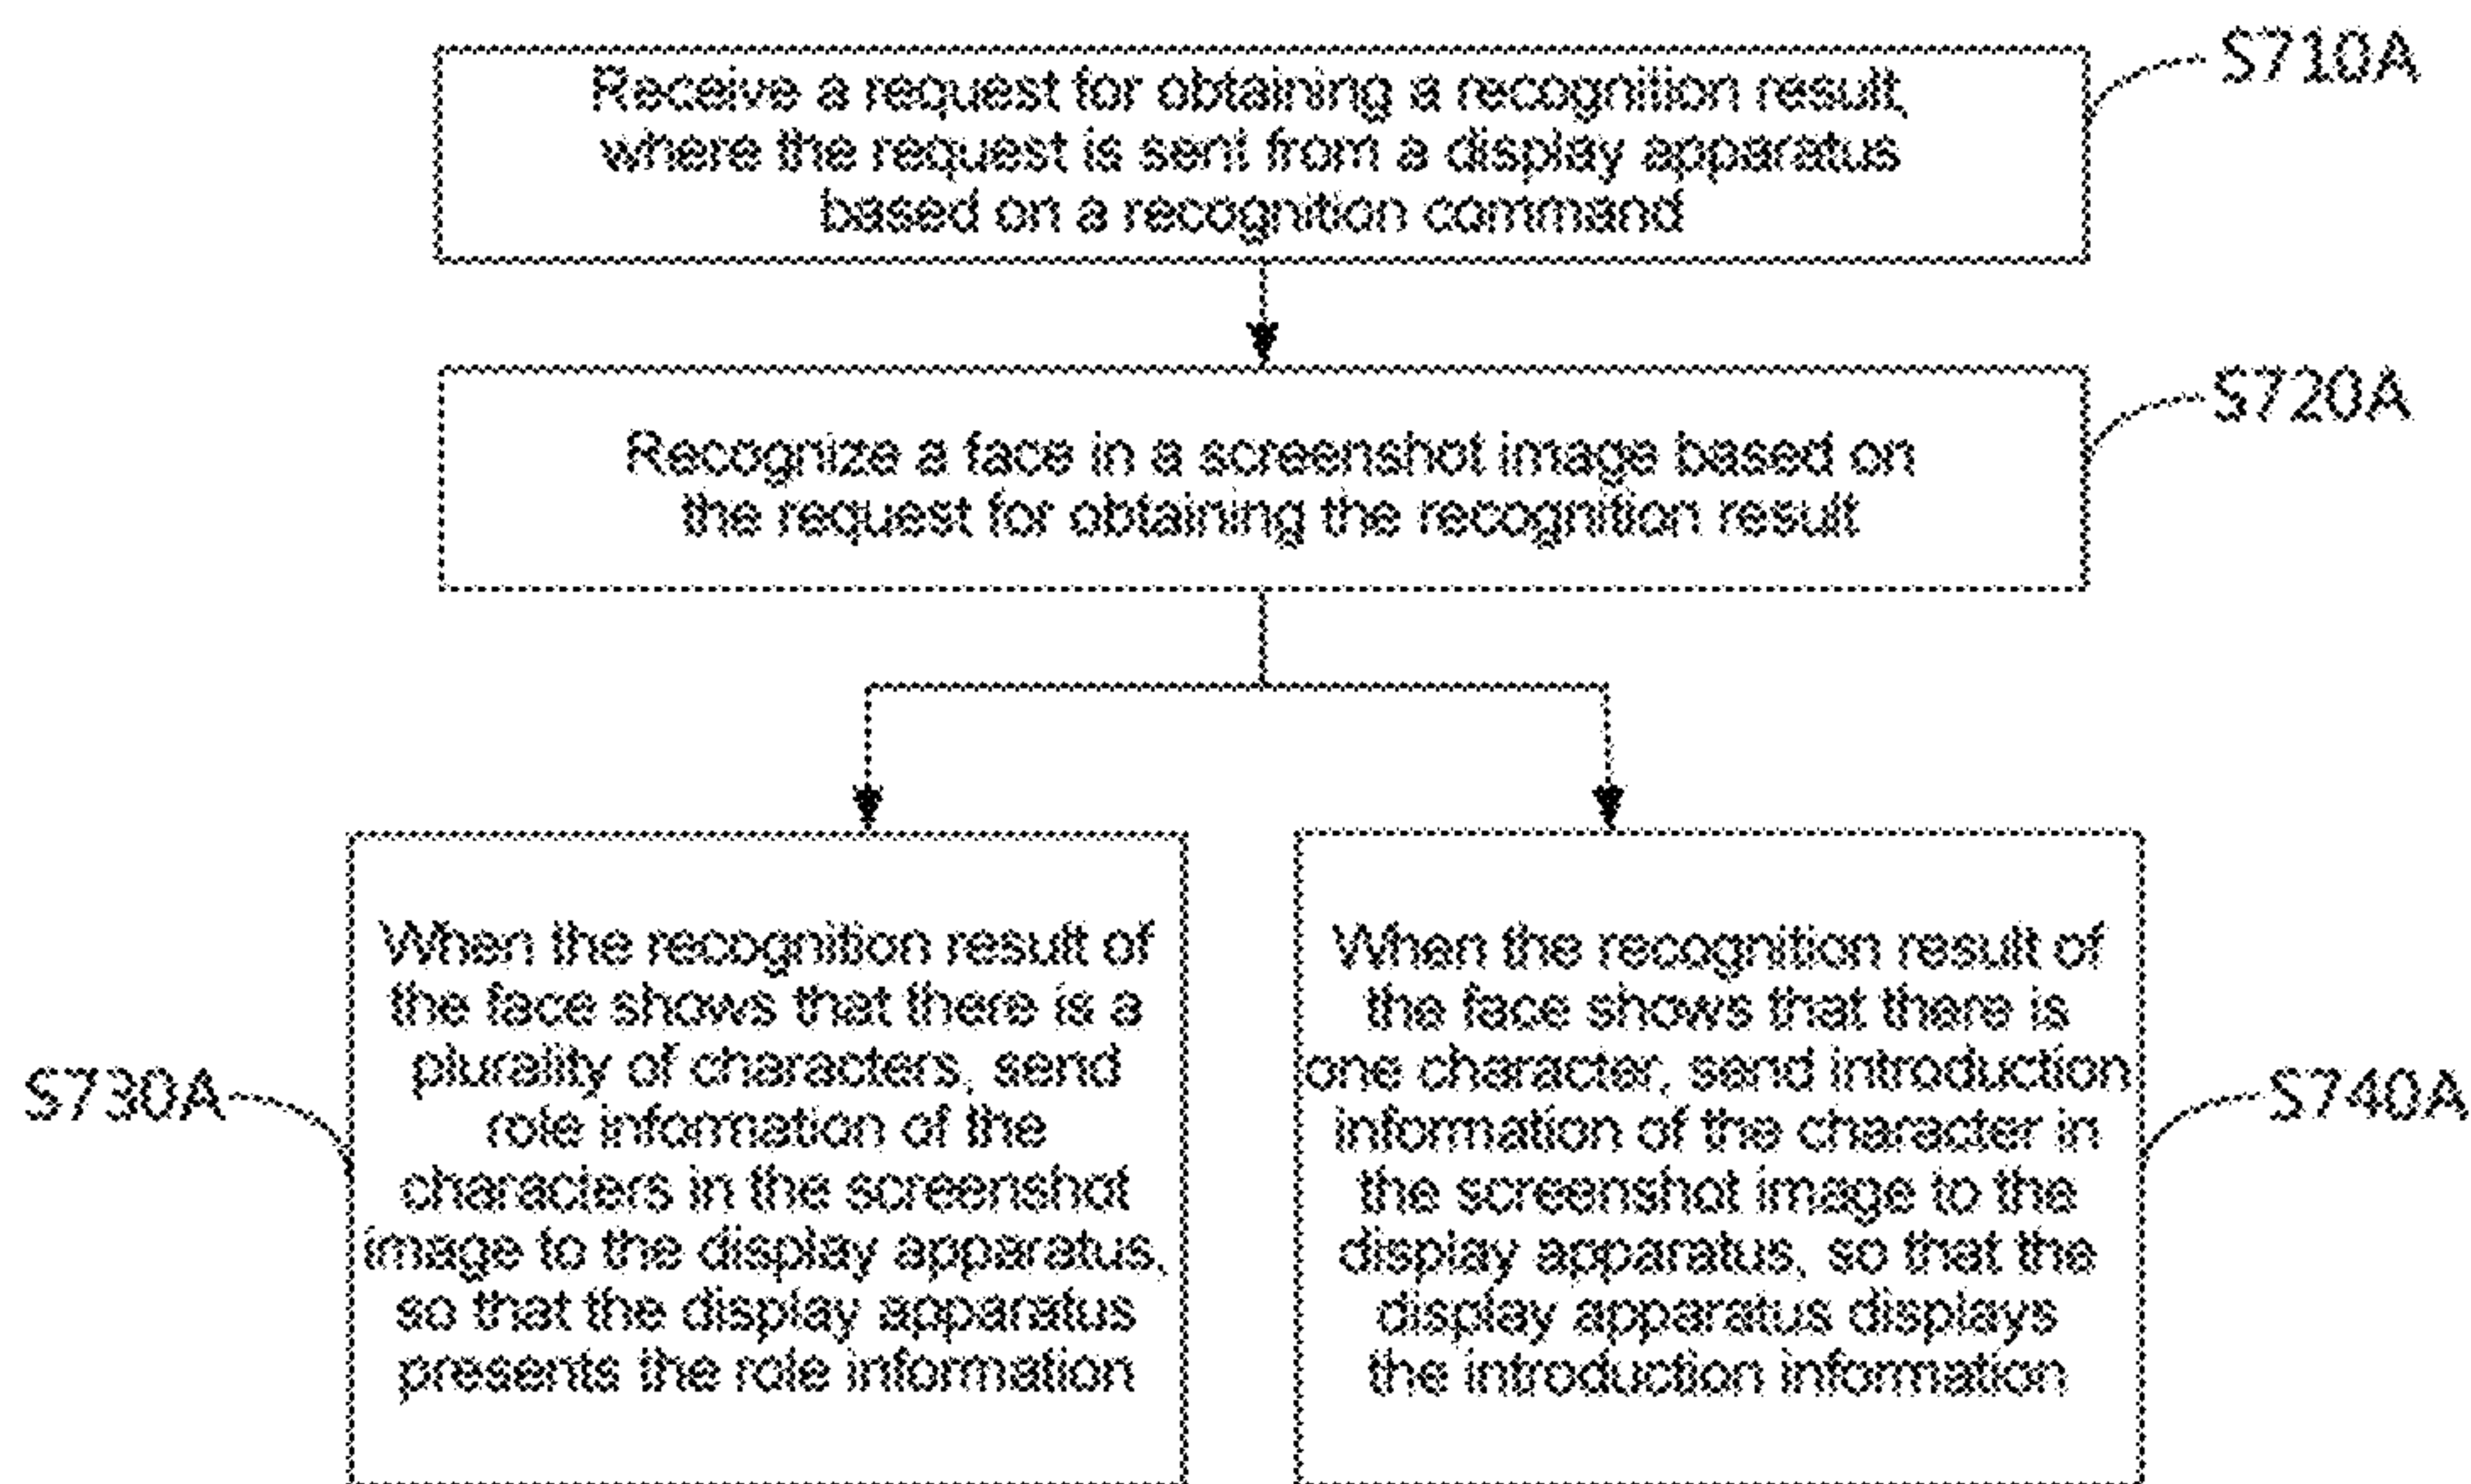 Receive a request for obtaining a recognition result,
where the request is sent from a display apparatus
based on a recognition command
S710A
Recognize a face in a screenshot image based on
the request for obtaining the recognition result
S720A
When the recognition result of
the face shows that there is a
plurality of characters, send
role information of the
characters in the screenshot
image to the display apparatus,
so that the display apparatus
presents the role information
S730A
When the recognition result of
the face shows that there is
one character, send introduction
information of the character in
the screenshot image to the
display apparatus, so that the
display apparatus displays
the introduction information
S740A